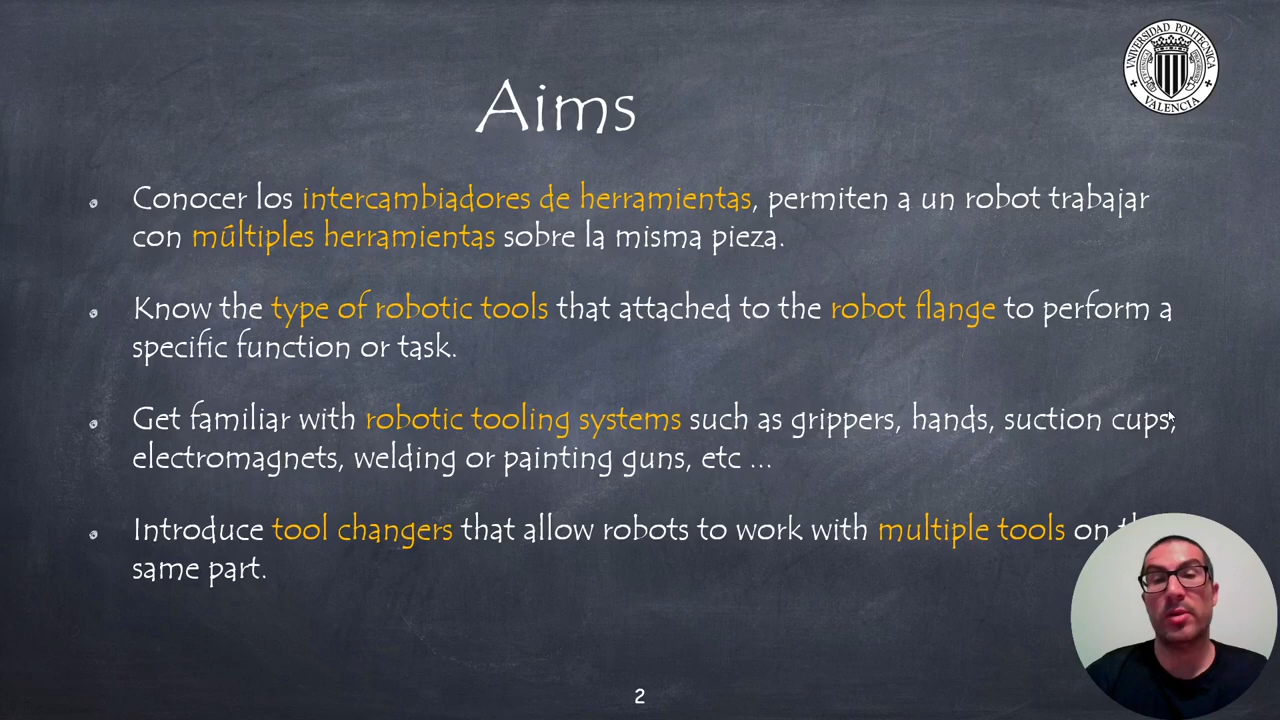 UNIVERSIDAD POLITECNICA
VALENCIA
Aims
Conocer los intercambiadores de herramientas, permiten a un robot trabajar
con múltiples herramientas sobre la misma pieza.
Know the type of robotic tools that attached to the robot flange to perform a
specific function or task.
Get familiar with robotic tooling systems such as grippers, hands, suction cups,
electromagnets, welding or painting guns, etc ...
Introduce tool changers that allow robots to work with multiple tools on
same part.
2